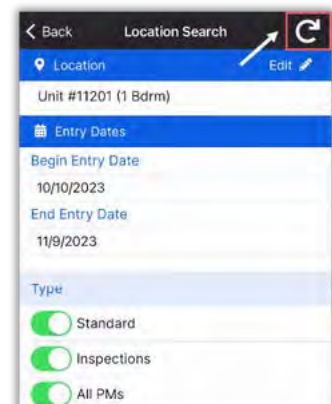 Back Location Search
Location Edit
Unit #11201 (1 Bdrm)
Entry Dates
Begin Entry Date
10/10/2023
End Entry Date
11/9/2023
Type
Standard
Inspections
All PMs